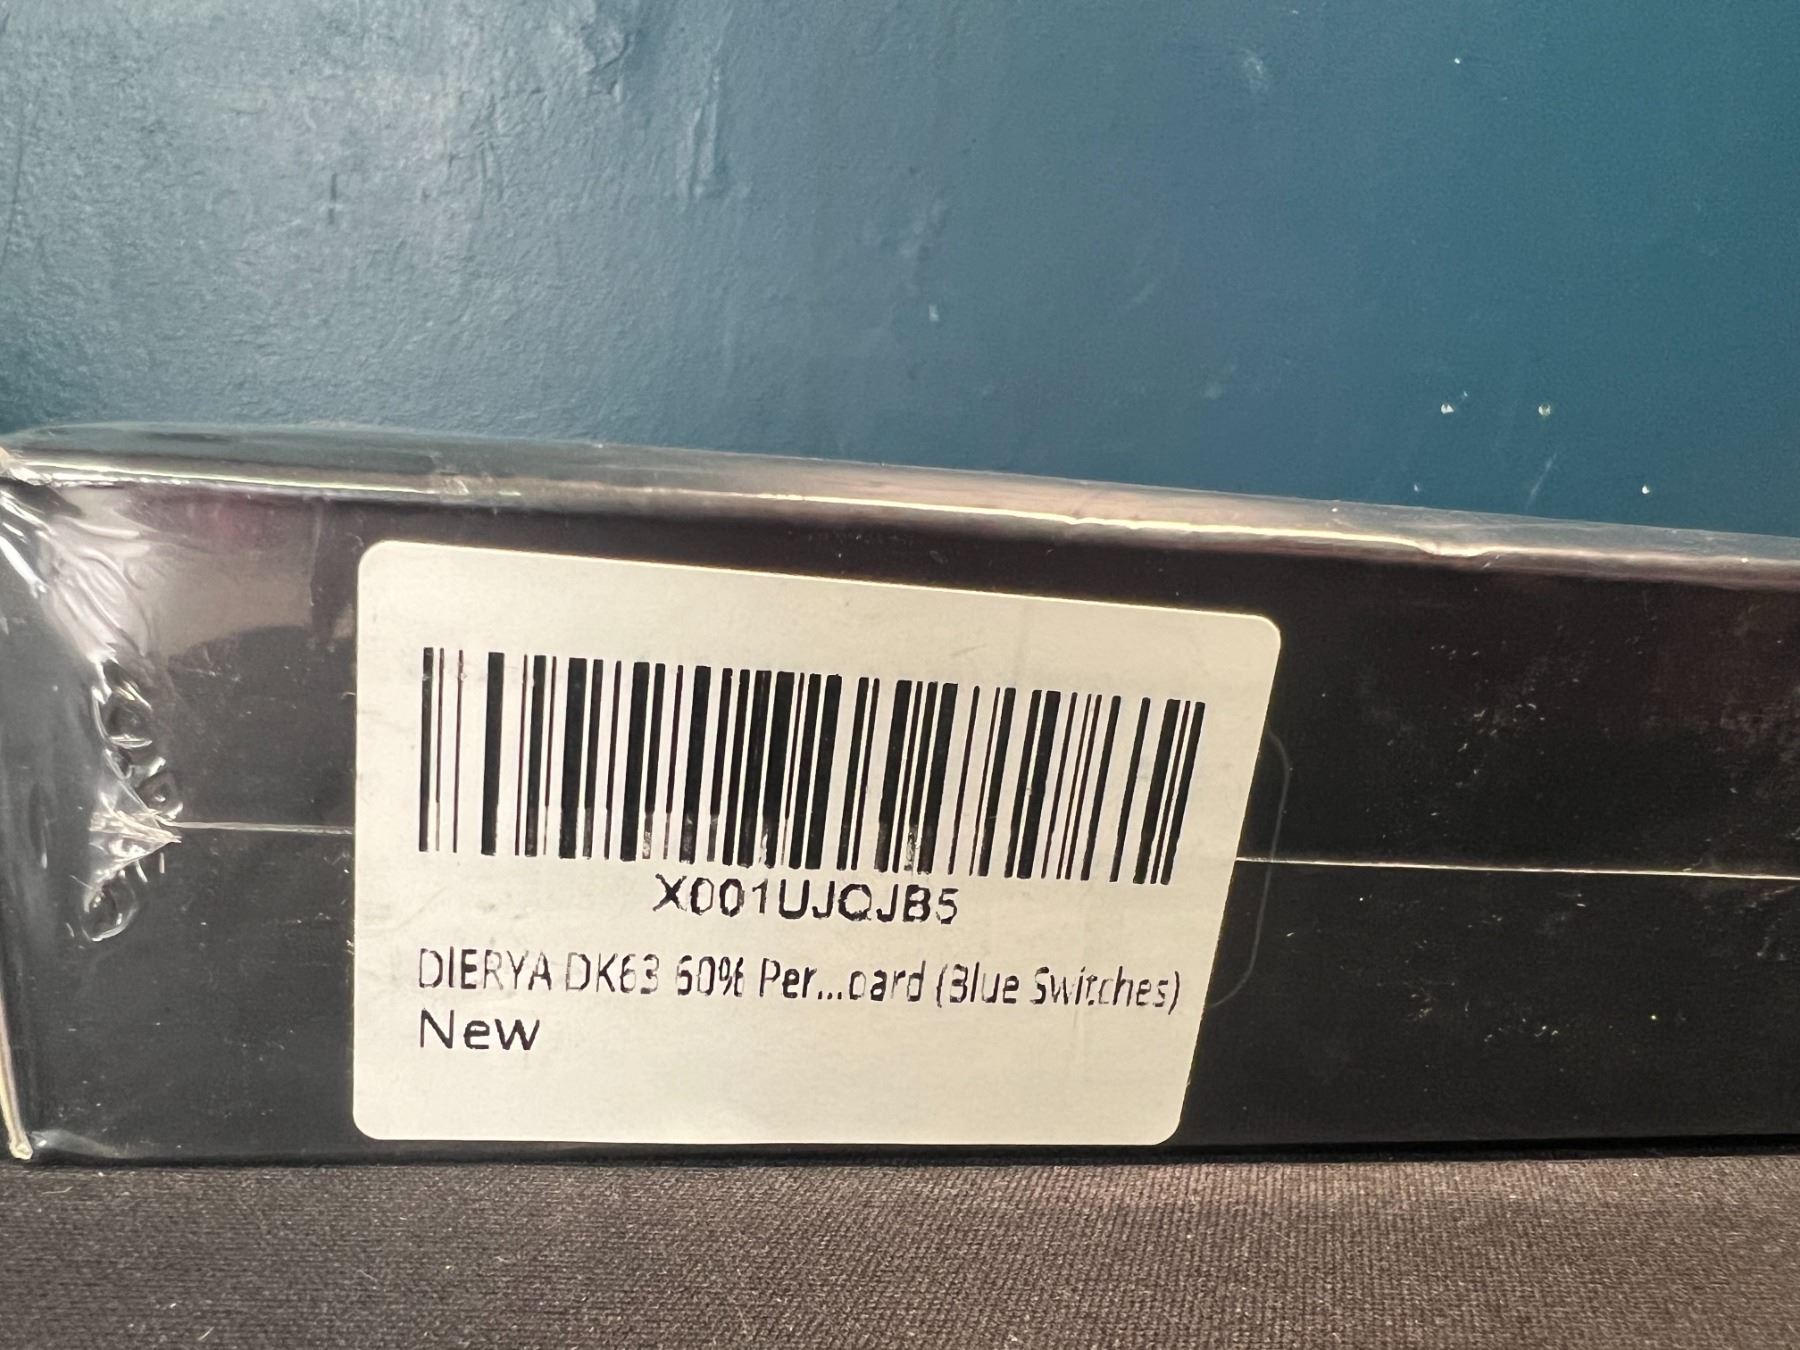 X001UJQJB5
DIERYA DK63 60% Per...oard (Blue Switches)
New